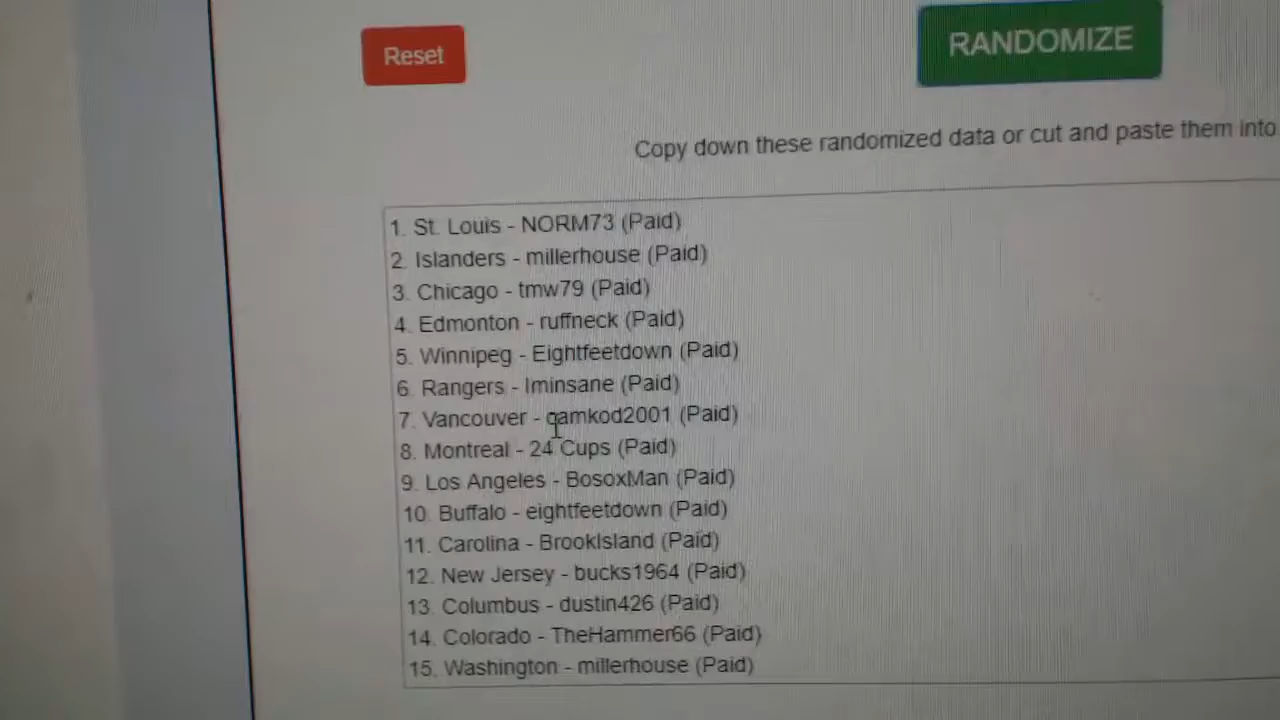 Reset
RANDOMIZE
Copy down these randomized data or cut and paste them into
1. St. Louis - NORM73 (Paid)
2. Islanders - millerhouse (Paid)
3. Chicago - tmw79 (Paid)
4. Edmonton - ruffneck (Paid)
5. Winnipeg - Eightfeetdown (Paid)
6. Rangers - Iminsane (Paid)
7. Vancouver - qamkod2001 (Paid)
8. Montreal - 24 Cups (Paid)
9. Los Angeles - BosoxMan (Paid)
10. Buffalo - eightfeetdown (Paid)
11. Carolina - BrookIsland (Paid)
12. New Jersey - bucks1964 (Paid)
13. Columbus - dustin426 (Paid)
14. Colorado - TheHammer66 (Paid)
15. Washington - millerhouse (Paid)